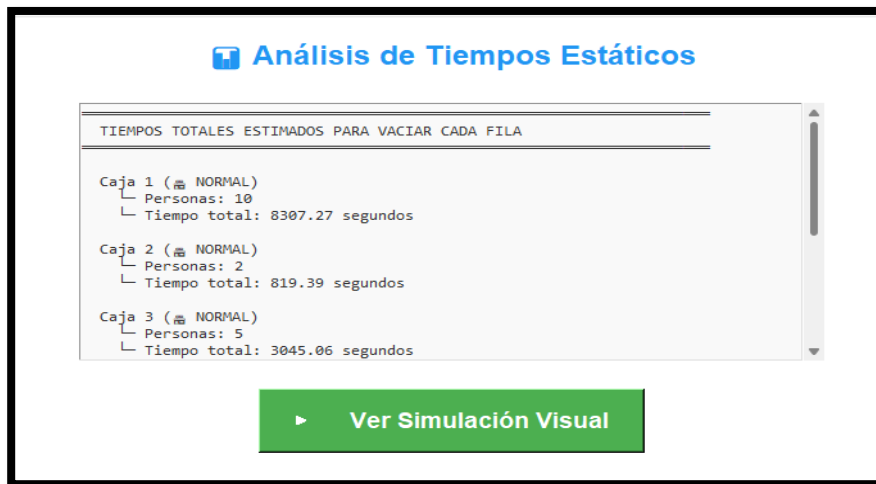 Análisis de Tiempos Estáticos
TIEMPOS TOTALES ESTIMADOS PARA VACIAR CADA FILA
Caja 1 (NORMAL)
└─ Personas: 10
└─ Tiempo total: 8307.27 segundos
Caja 2 (NORMAL)
└─ Personas: 2
└─ Tiempo total: 819.39 segundos
Caja 3 (NORMAL)
└─ Personas: 5
└─ Tiempo total: 3045.06 segundos
Ver Simulación Visual